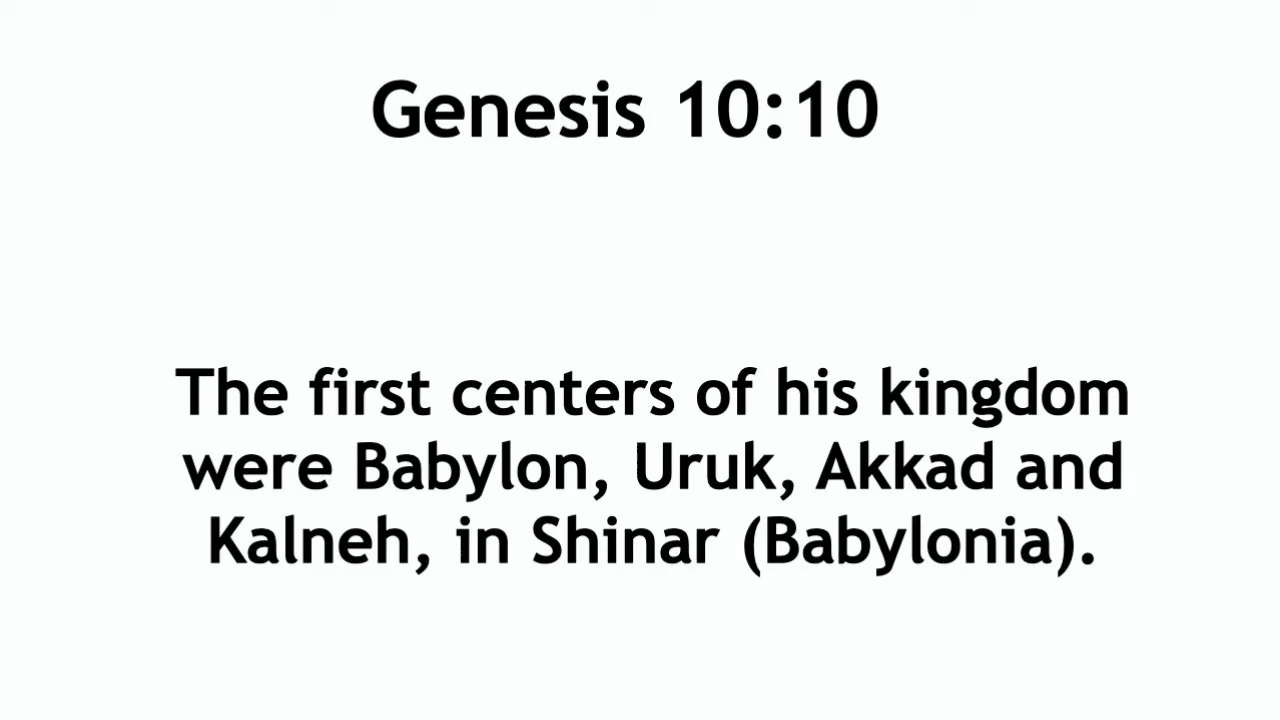 Genesis 10:10
The first centers of his kingdom
were Babylon, Uruk, Akkad and
Kalneh, in Shinar (Babylonia).